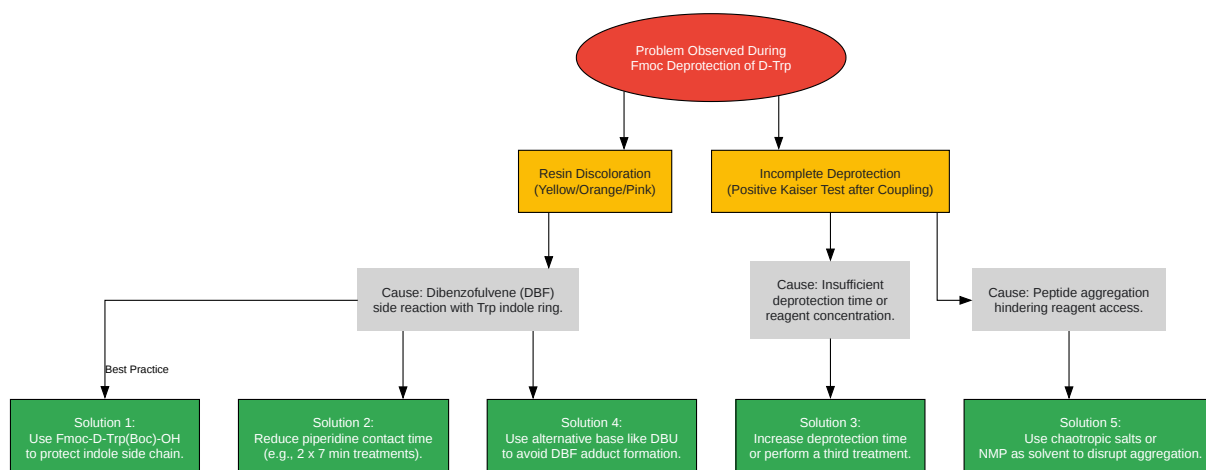 Problem Observed During
Fmoc Deprotection of D-Trp
Resin Discoloration
(Yellow/Orange/Pink)
Incomplete Deprotection
(Positive Kaiser Test after Coupling)
Cause: Dibenzofulvene (DBF)
side reaction with Trp indole ring.
Cause: Insufficient
deprotection time or
reagent concentration.
Cause: Peptide aggregation
hindering reagent access.
Best Practice
Solution 1:
Use Fmoc-D-Trp(Boc)-OH
to protect indole side chain.
Solution 2:
Reduce piperidine contact time
(e.g., 2 x 7 min treatments).
Solution 4:
Use alternative base like DBU
to avoid DBF adduct formation.
Solution 3:
Increase deprotection time
or perform a third treatment.
Solution 5:
Use chaotropic salts or
NMP as solvent to disrupt aggregation.